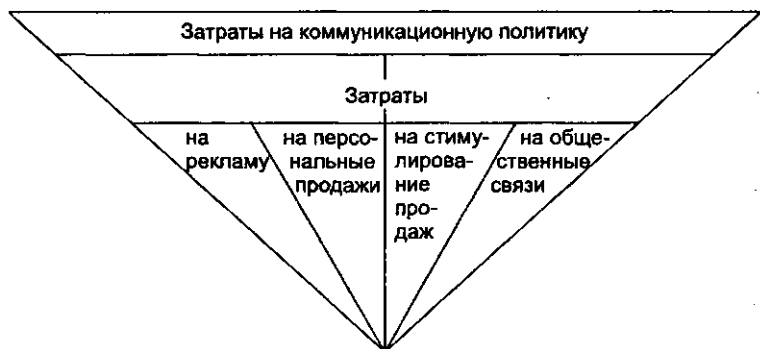 Затраты на коммуникационную политику
Затраты
на
рекламу
на персо-
нальные
продажи
на стиму-
лирова-
ние
про-
даж
на обще-
ственные
связи